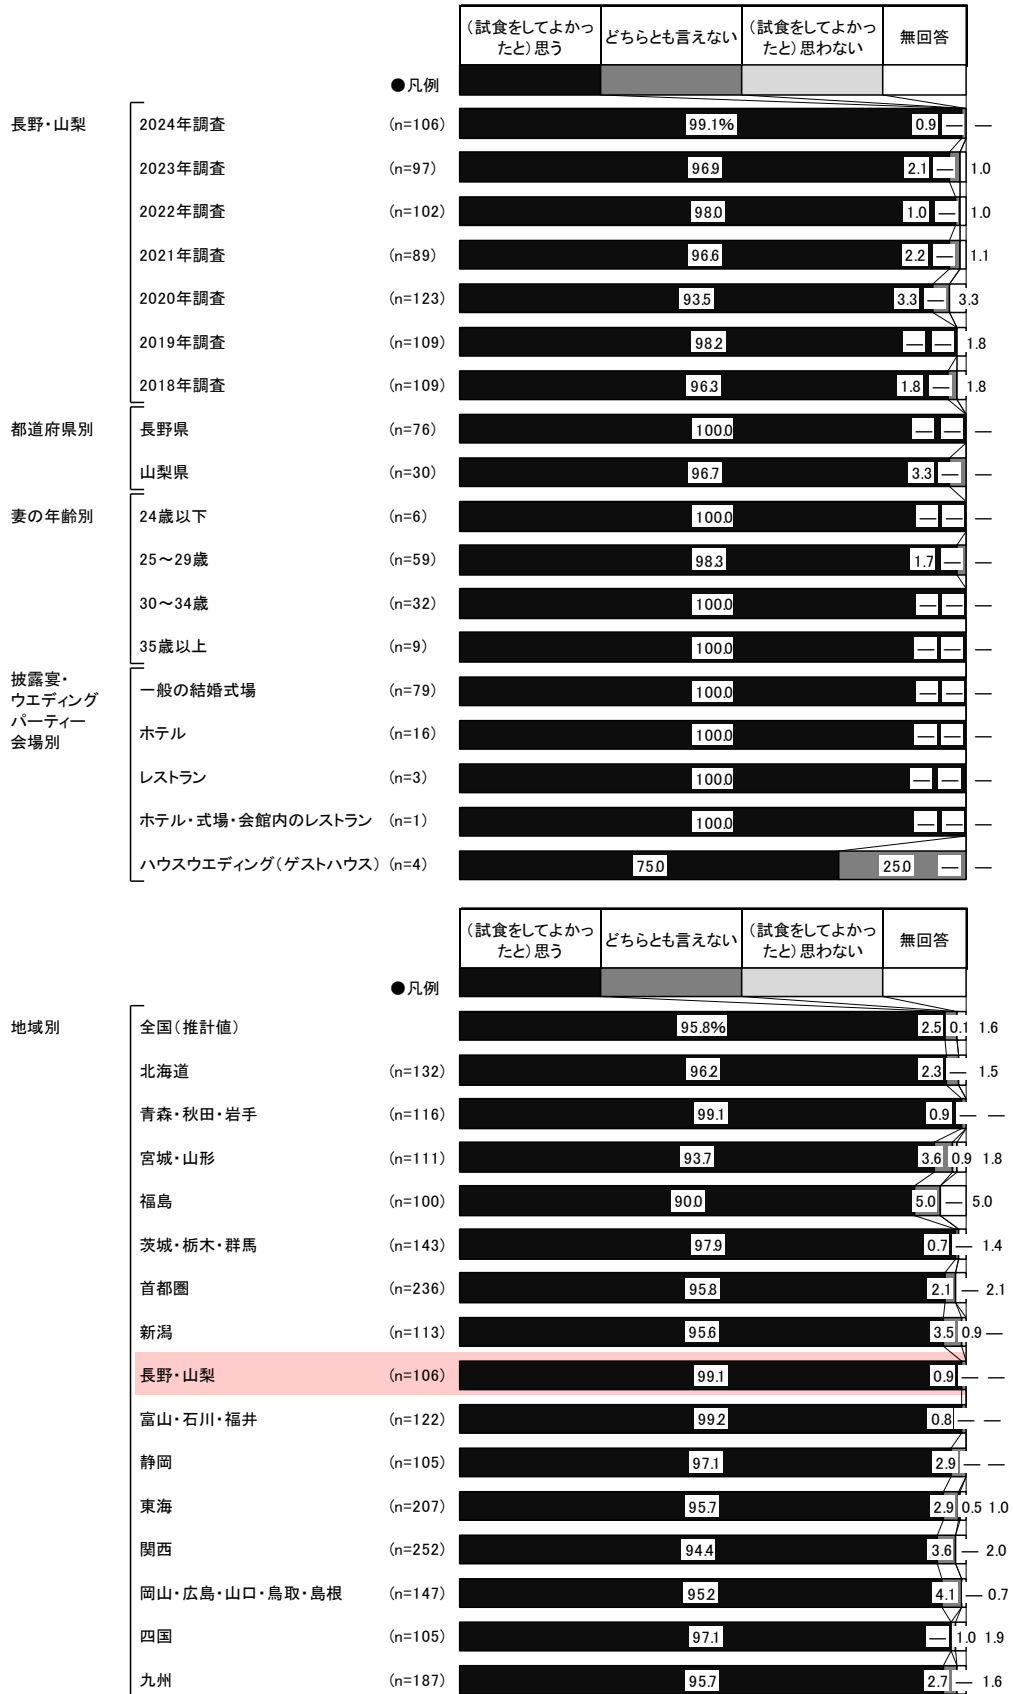 （試食をしてよかったと）思う どちらとも言えない （試食をしてよかったと）思わない 無回答
●凡例
長野・山梨 2024年調査 (n=106) 99.1% 0.9 ― ―
2023年調査 (n=97) 96.9 2.1 ― 1.0
2022年調査 (n=102) 98.0 1.0 ― 1.0
2021年調査 (n=89) 96.6 2.2 ― 1.1
2020年調査 (n=123) 93.5 3.3 ― 3.3
2019年調査 (n=109) 98.2 ― ― 1.8
2018年調査 (n=109) 96.3 1.8 ― 1.8
都道府県別 長野県 (n=76) 100.0 ― ― ―
山梨県 (n=30) 96.7 3.3 ― ―
妻の年齢別 24歳以下 (n=6) 100.0 ― ― ―
25～29歳 (n=59) 98.3 1.7 ― ―
30～34歳 (n=32) 100.0 ― ― ―
35歳以上 (n=9) 100.0 ― ― ―
披露宴・
ウエディング
パーティー
会場別
一般の結婚式場 (n=79) 100.0 ― ― ―
ホテル (n=16) 100.0 ― ― ―
レストラン (n=3) 100.0 ― ― ―
ホテル・式場・会館内のレストラン (n=1) 100.0 ― ― ―
ハウスウエディング（ゲストハウス） (n=4) 75.0 25.0 ― ―
（試食をしてよかったと）思う どちらとも言えない （試食をしてよかったと）思わない 無回答
●凡例
地域別 全国（推計値） 95.8% 2.5 0.1 1.6
北海道 (n=132) 96.2 2.3 ― 1.5
青森・秋田・岩手 (n=116) 99.1 0.9 ― ―
宮城・山形 (n=111) 93.7 3.6 0.9 1.8
福島 (n=100) 90.0 5.0 ― 5.0
茨城・栃木・群馬 (n=143) 97.9 0.7 ― 1.4
首都圏 (n=236) 95.8 2.1 ― 2.1
新潟 (n=113) 95.6 3.5 0.9 ―
長野・山梨 (n=106) 99.1 0.9 ― ―
富山・石川・福井 (n=122) 99.2 0.8 ― ―
静岡 (n=105) 97.1 2.9 ― ―
東海 (n=207) 95.7 2.9 0.5 1.0
関西 (n=252) 94.4 3.6 ― 2.0
岡山・広島・山口・鳥取・島根 (n=147) 95.2 4.1 ― 0.7
四国 (n=105) 97.1 ― 1.0 1.9
九州 (n=187) 95.7 2.7 ― 1.6